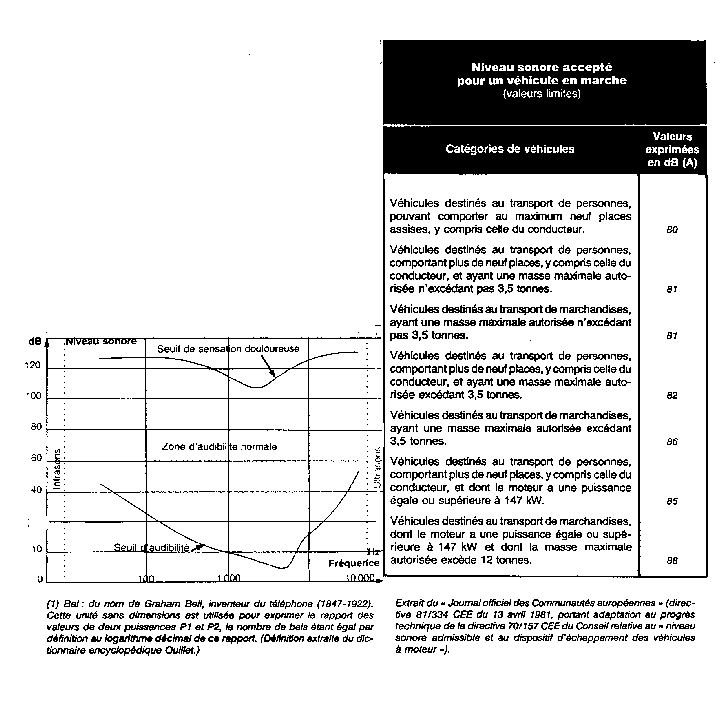 Niveau sonore accepté
pour un véhicule en marche
(valeurs limites)
Catégories de véhicules
Valeurs
exprimées
en dB (A)
Véhicules destinés au transport de personnes,
pouvant comporter au maximum neuf places
assises, y compris celle du conducteur. 80
Véhicules destinés au transport de personnes,
comportant plus de neuf places, y compris celle du
conducteur, et ayant une masse maximale auto-
risée n'excédant pas 3,5 tonnes. 81
Véhicules destinés au transport de marchandises,
ayant une masse maximale autorisée n'excédant
pas 3,5 tonnes. 81
Véhicules destinés au transport de personnes,
comportant plus de neuf places, y compris celle du
conducteur, et ayant une masse maximale auto-
risée excédant 3,5 tonnes. 82
Véhicules destinés au transport de marchandises,
ayant une masse maximale autorisée excédant
3,5 tonnes. 86
Véhicules destinés au transport de personnes,
comportant plus de neuf places, y compris celle du
conducteur, et dont le moteur a une puissance
égale ou supérieure à 147 kW. 85
Véhicules destinés au transport de marchandises,
dont le moteur a une puissance égale ou supé-
rieure à 147 kW et dont la masse maximale
autorisée excède 12 tonnes. 88
dB
Niveau sonore
Seuil de sensation douloureuse
120
100
80
Zone d'audibilité normale
60
Infrasons
Ultrasons
40
10
Seuil d'audibilité
Hz
Fréquence
0
100
1 000
10 000
(1) Bel : du nom de Graham Bell, inventeur du téléphone (1847-1922).
Cette unité sans dimensions est utilisée pour exprimer le rapport des
valeurs de deux puissances P1 et P2, le nombre de bels étant égal par
définition au logarithme décimal de ce rapport. (Définition extraite du dic-
tionnaire encyclopédique Quillet.)
Extrait du « Journal officiel des Communautés européennes » (direc-
tive 81/334 CEE du 13 avril 1981, portant adaptation au progrès
technique de la directive 70/157 CEE du Conseil relative au « niveau
sonore admissible et au dispositif d'échappement des véhicules
à moteur »).